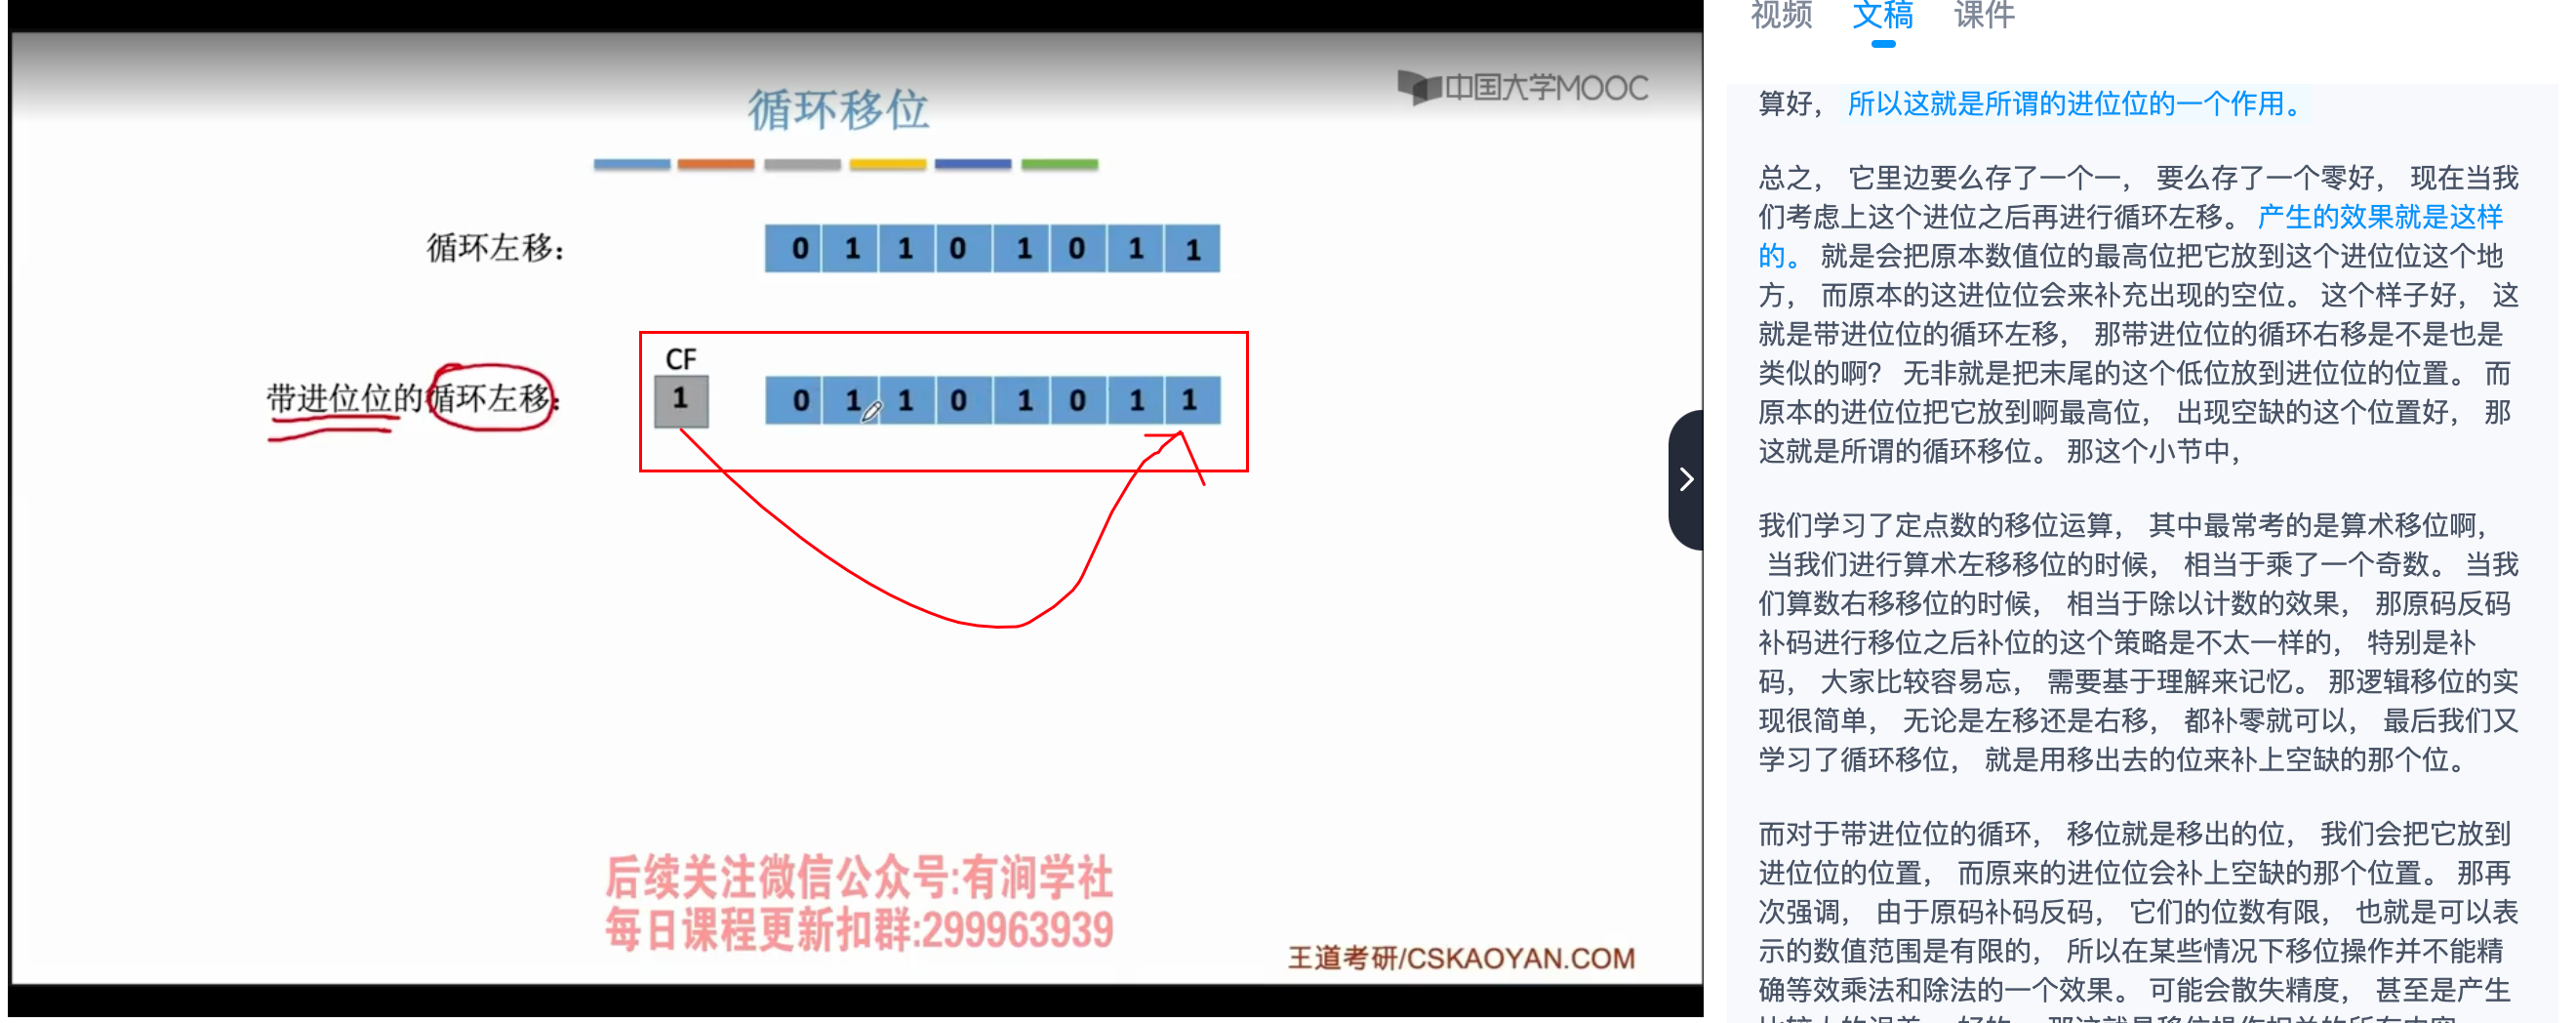 中国大学MOOC
循环移位
循环左移：
0 1 1 0 1 0 1 1
带进位位的循环左移：
CF
1
0 1 1 0 1 0 1 1
后续关注微信公众号:有涧学社
每日课程更新扣群:299963939
王道考研/CSKAOYAN.COM
视频 文稿 课件
算好， 所以这就是所谓的进位位的一个作用。
总之， 它里边要么存了一个一， 要么存了一个零好， 现在当我
们考虑上这个进位之后再进行循环左移。 产生的效果就是这样
的。 就是会把原本数值位的最高位把它放到这个进位位这个地
方， 而原本的这进位位会来补充出现的空位。 这个样子好， 这
就是带进位位的循环左移， 那带进位位的循环右移是不是也是
类似的啊？ 无非就是把末尾的这个低位放到进位位的位置。 而
原本的进位位把它放到啊最高位， 出现空缺的这个位置好， 那
这就是所谓的循环移位。 那这个小节中，
我们学习了定点数的移位运算， 其中最常考的是算术移位啊，
当我们进行算术左移移位的时候， 相当于乘了一个奇数。 当我
们算数右移移位的时候， 相当于除以计数的效果， 那原码反码
补码进行移位之后补位的这个策略是不太一样的， 特别是补
码， 大家比较容易忘， 需要基于理解来记忆。 那逻辑移位的实
现很简单， 无论是左移还是右移， 都补零就可以， 最后我们又
学习了循环移位， 就是用移出去的位来补上空缺的那个位。
而对于带进位位的循环， 移位就是移出的位， 我们会把它放到
进位位的位置， 而原来的进位位会补上空缺的那个位置。 那再
次强调， 由于原码补码反码， 它们的位数有限， 也就是可以表
示的数值范围是有限的， 所以在某些情况下移位操作并不能精
确等效乘法和除法的一个效果。 可能会散失精度， 甚至是产生